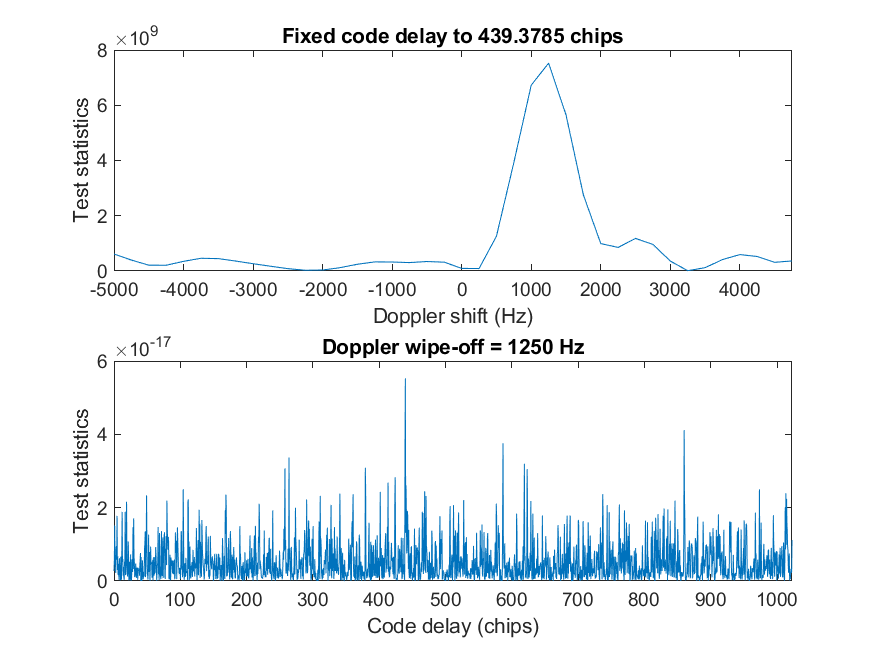 ×10^9
Fixed code delay to 439.3785 chips
Test statistics
8
6
4
2
0
-5000 -4000 -3000 -2000 -1000 0 1000 2000 3000 4000
Doppler shift (Hz)
×10^-17
Doppler wipe-off = 1250 Hz
Test statistics
6
4
2
0
0 100 200 300 400 500 600 700 800 900 1000
Code delay (chips)